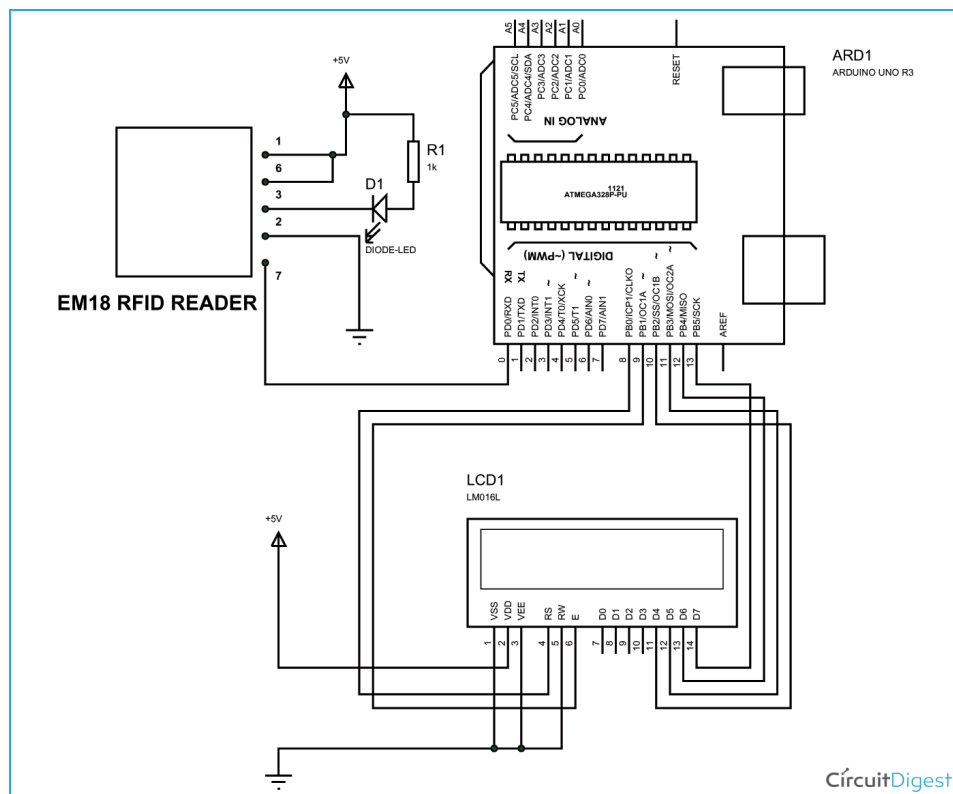 +5V
1
6
3
2
7
R1
1k
D1
DIODE-LED
EM18 RFID READER
ARD1
ARDUINO UNO R3
A5
A4
A3
A2
A1
A0
PC5/ADC5/SCL
PC4/ADC4/SDA
PC3/ADC3
PC2/ADC2
PC1/ADC1
PC0/ADC0
RESET
ANALOG IN
1121
ATMEGA328P-PU
DIGITAL (~PWM)
RX
TX
~
~
~
~
~
~
PD0/RXD
PD1/TXD
PD2/INT0
PD3/INT1
PD4/T0/XCK
PD5/T1
PD6/AIN0
PD7/AIN1
PB0/ICP1/CLKO
PB1/OC1A
PB2/SS/OC1B
PB3/MOSI/OC2A
PB4/MISO
PB5/SCK
AREF
0
1
2
3
4
5
6
7
8
9
10
11
12
13
LCD1
LM016L
+5V
VSS
VDD
VEE
RS
RW
E
D0
D1
D2
D3
D4
D5
D6
D7
1
2
3
4
5
6
7
8
9
10
11
12
13
14
CírcuitDigest